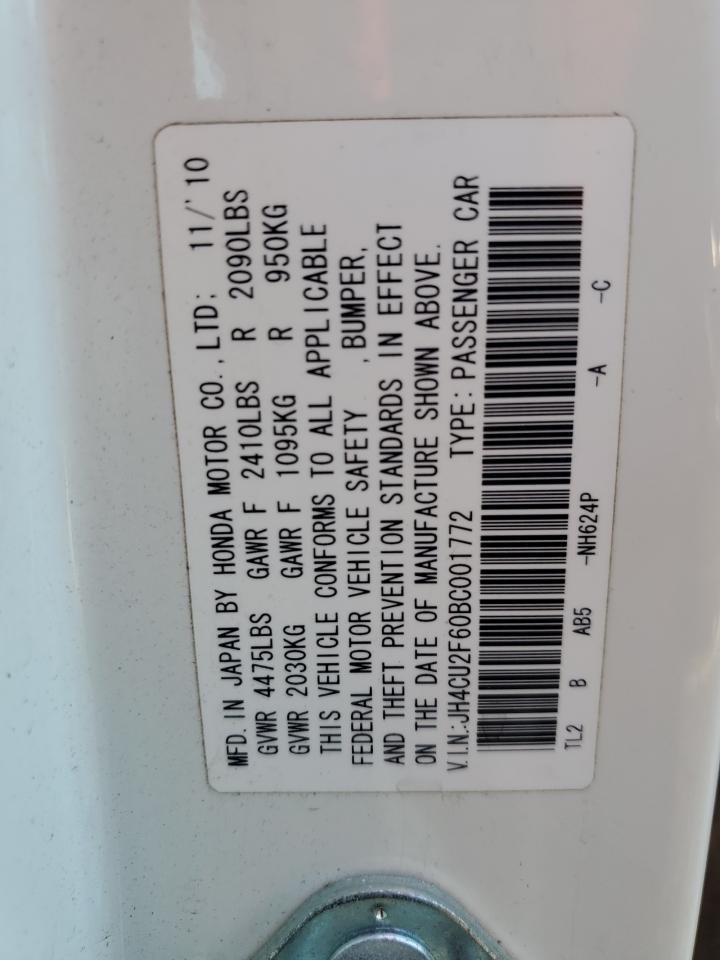 MFD. IN JAPAN BY HONDA MOTOR CO., LTD; 11/'10
GVWR 4475LBS GAWR F 2410LBS R 2090LBS
GVWR 2030KG GAWR F 1095KG R 950KG
THIS VEHICLE CONFORMS TO ALL APPLICABLE
FEDERAL MOTOR VEHICLE SAFETY , BUMPER,
AND THEFT PREVENTION STANDARDS IN EFFECT
ON THE DATE OF MANUFACTURE SHOWN ABOVE.
V.I.N.:JH4CU2F60BC001772 TYPE: PASSENGER CAR
TL2 B AB5 -NH624P -A -C